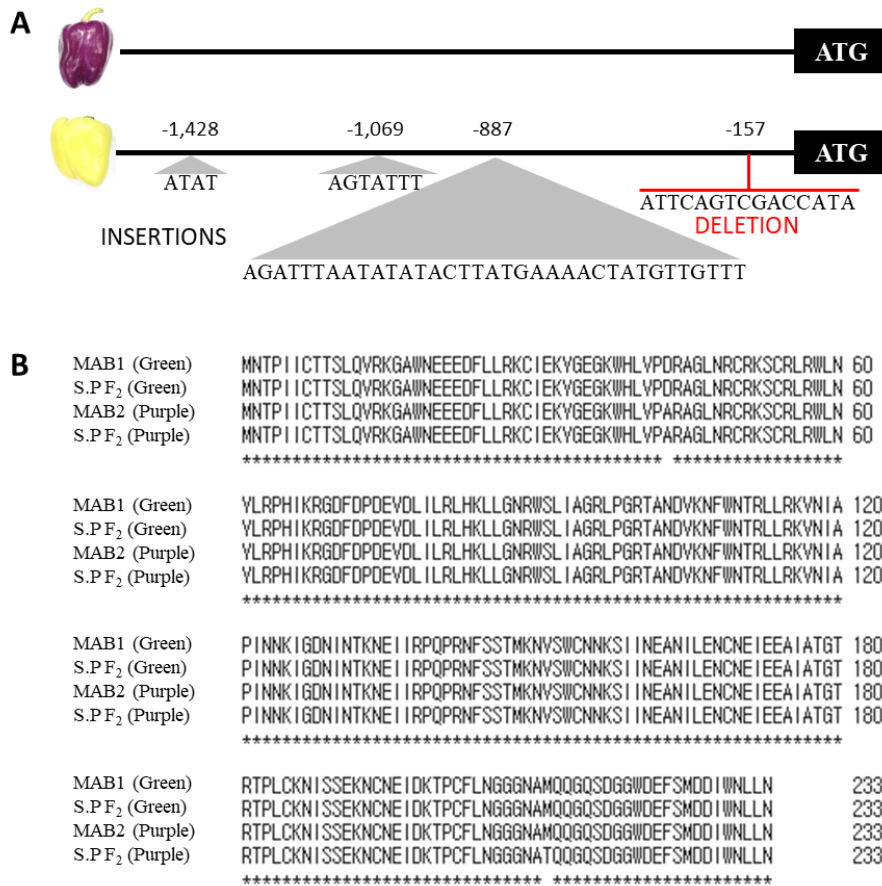 A
ATG
-1,428 -1,069 -887 -157
ATG
ATAT AGTATTT
ATTCAGTCGACCATA
DELETION
INSERTIONS
AGATTTAATATATACTTATGAAAACTATGTTGTTT
B
MAB1 (Green) MNTPIICTTSLQVRKGAWNEEEDFLLRKCIEKYGEGKWHLVPDRAGLNRCRKSCRLRWLN 60
S.P F₂ (Green) MNTPIICTTSLQVRKGAWNEEEDFLLRKCIEKYGEGKWHLVPDRAGLNRCRKSCRLRWLN 60
MAB2 (Purple) MNTPIICTTSLQVRKGAWNEEEDFLLRKCIEKYGEGKWHLVPARAGLNRCRKSCRLRWLN 60
S.P F₂ (Purple) MNTPIICTTSLQVRKGAWNEEEDFLLRKCIEKYGEGKWHLVPARAGLNRCRKSCRLRWLN 60
****************************************** *****************
MAB1 (Green) YLRPHIKRGDFDPDEVDLILRLHKLLGNRWSLIAGRLPGRTANDVKNFWNTRLLRKVNIA 120
S.P F₂ (Green) YLRPHIKRGDFDPDEVDLILRLHKLLGNRWSLIAGRLPGRTANDVKNFWNTRLLRKVNIA 120
MAB2 (Purple) YLRPHIKRGDFDPDEVDLILRLHKLLGNRWSLIAGRLPGRTANDVKNFWNTRLLRKVNIA 120
S.P F₂ (Purple) YLRPHIKRGDFDPDEVDLILRLHKLLGNRWSLIAGRLPGRTANDVKNFWNTRLLRKVNIA 120
************************************************************
MAB1 (Green) PINNKIGDNINTKNEIIRPQPRNFSSTMKNVSWCNNKSIINEANILENCNEIEEAIATGT 180
S.P F₂ (Green) PINNKIGDNINTKNEIIRPQPRNFSSTMKNVSWCNNKSIINEANILENCNEIEEAIATGT 180
MAB2 (Purple) PINNKIGDNINTKNEIIRPQPRNFSSTMKNVSWCNNKSIINEANILENCNEIEEAIATGT 180
S.P F₂ (Purple) PINNKIGDNINTKNEIIRPQPRNFSSTMKNVSWCNNKSIINEANILENCNEIEEAIATGT 180
************************************************************
MAB1 (Green) RTPLCKNISSEKNCNEIDKTPCFLNGGGNAMQQGQSDGGWDEFSMDDIWNLLN 233
S.P F₂ (Green) RTPLCKNISSEKNCNEIDKTPCFLNGGGNAMQQGQSDGGWDEFSMDDIWNLLN 233
MAB2 (Purple) RTPLCKNISSEKNCNEIDKTPCFLNGGGNAMQQGQSDGGWDEFSMDDIWNLLN 233
S.P F₂ (Purple) RTPLCKNISSEKNCNEIDKTPCFLNGGGNATQQGQSDGGWDEFSMDDIWNLLN 233
****************************** **********************